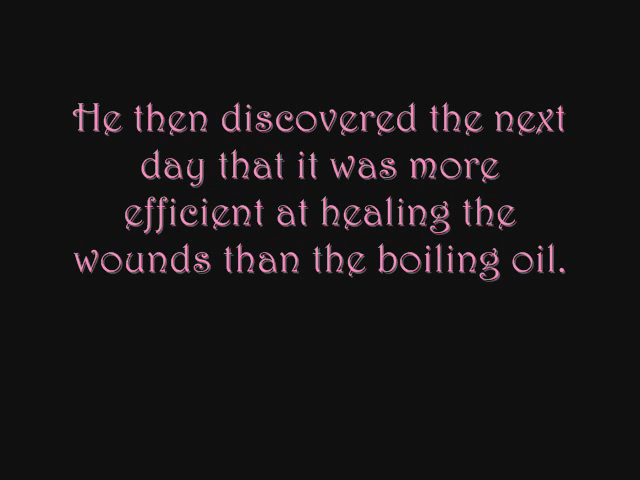 He then discovered the next
day that it was more
efficient at healing the
wounds than the boiling oil.